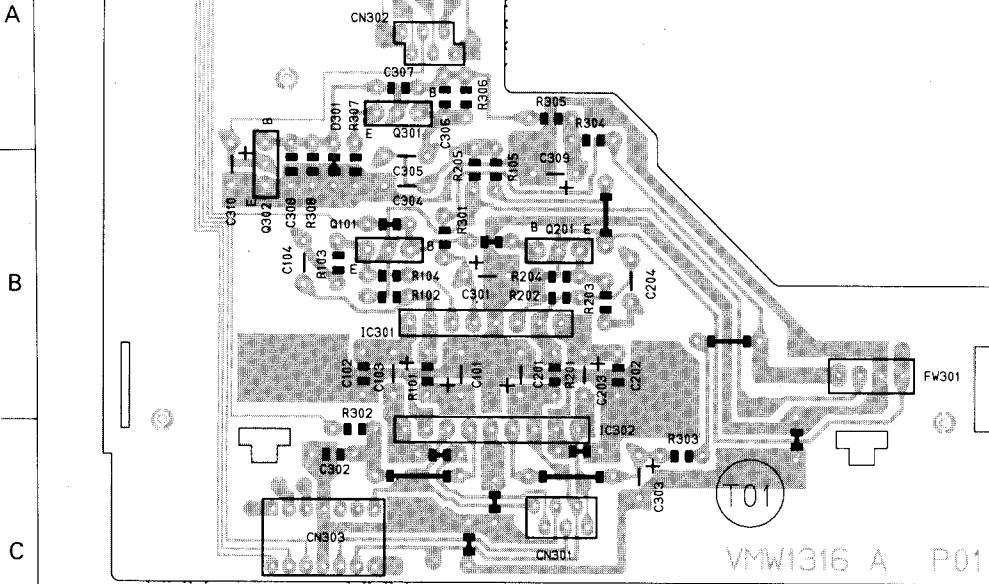 A
CN302
C307
B
R306
R305
D301
R307
B
E
Q301
C306
R304
+
C305
R205
R105
C309
+
C310
E
Q302
C308
R308
C304
Q101
R301
B
Q201
E
B
C104
R103
E
B
R104
+
R204
C204
R102
C301
R202
R203
IC301
C102
C103
+
R101
+
C101
+
C201
R201
+
C203
C202
FW301
R302
IC302
R303
C302
+
C303
T01
C
CN303
CN301
VMW1316 A P01